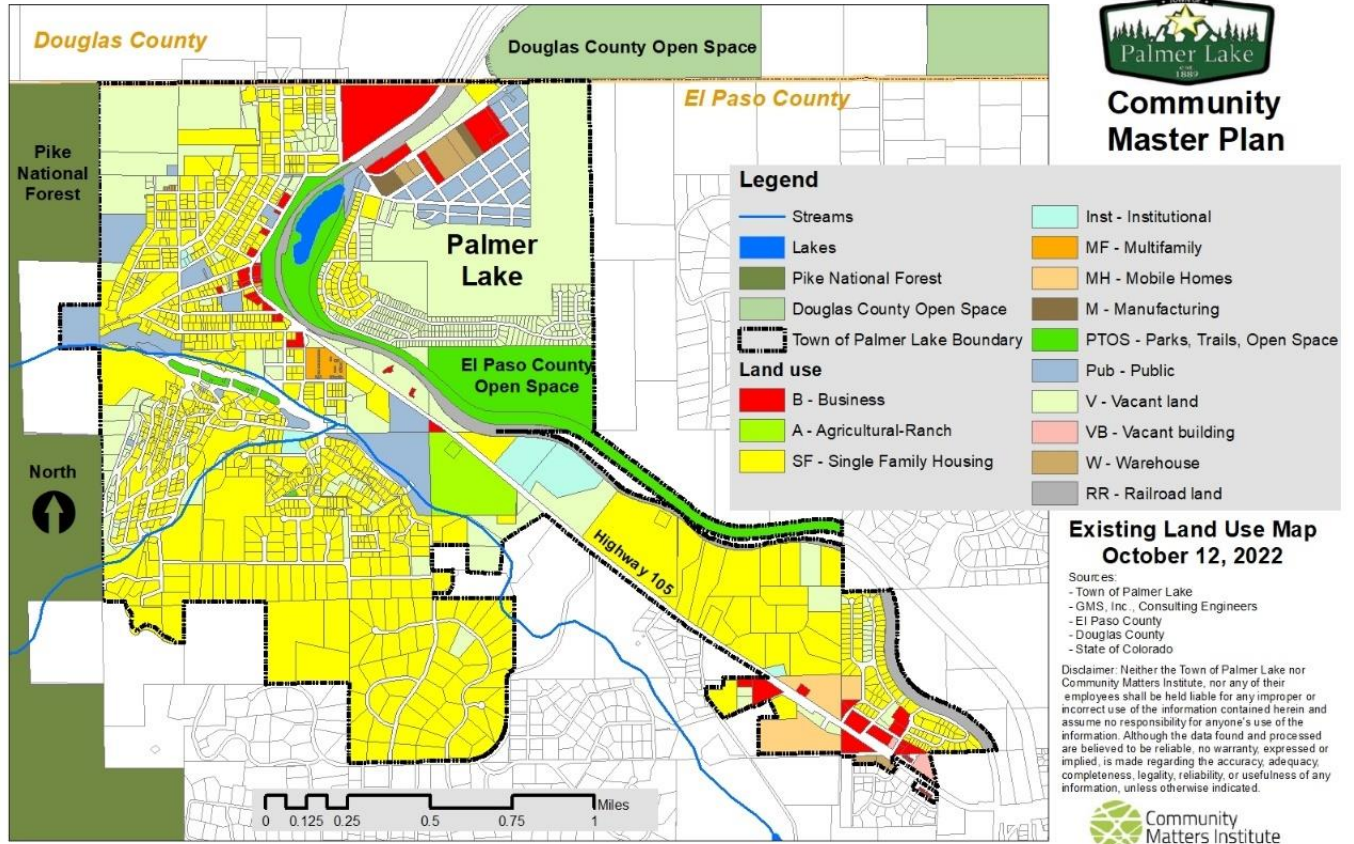 Douglas County
Douglas County Open Space
El Paso County
Pike
National
Forest
Palmer
Lake
El Paso County
Open Space
North
Highway 105
Miles
0 0.125 0.25 0.5 0.75 1
Palmer Lake
1889
Community
Master Plan
Legend
Streams
Lakes
Pike National Forest
Douglas County Open Space
Town of Palmer Lake Boundary
Land use
B - Business
A - Agricultural-Ranch
SF - Single Family Housing
Inst - Institutional
MF - Multifamily
MH - Mobile Homes
M - Manufacturing
PTOS - Parks, Trails, Open Space
Pub - Public
V - Vacant land
VB - Vacant building
W - Warehouse
RR - Railroad land
Existing Land Use Map
October 12, 2022
Sources:
- Town of Palmer Lake
- GMS, Inc., Consulting Engineers
- El Paso County
- Douglas County
- State of Colorado
Disclaimer: Neither the Town of Palmer Lake nor
Community Matters Institute, nor any of their
employees shall be held liable for any improper or
incorrect use of the information contained herein and
assume no responsibility for anyone's use of the
information. Although the data found and processed
are believed to be reliable, no warranty, expressed or
implied, is made regarding the accuracy, adequacy,
completeness, legality, reliability, or usefulness of any
information, unless otherwise indicated.
Community
Matters Institute